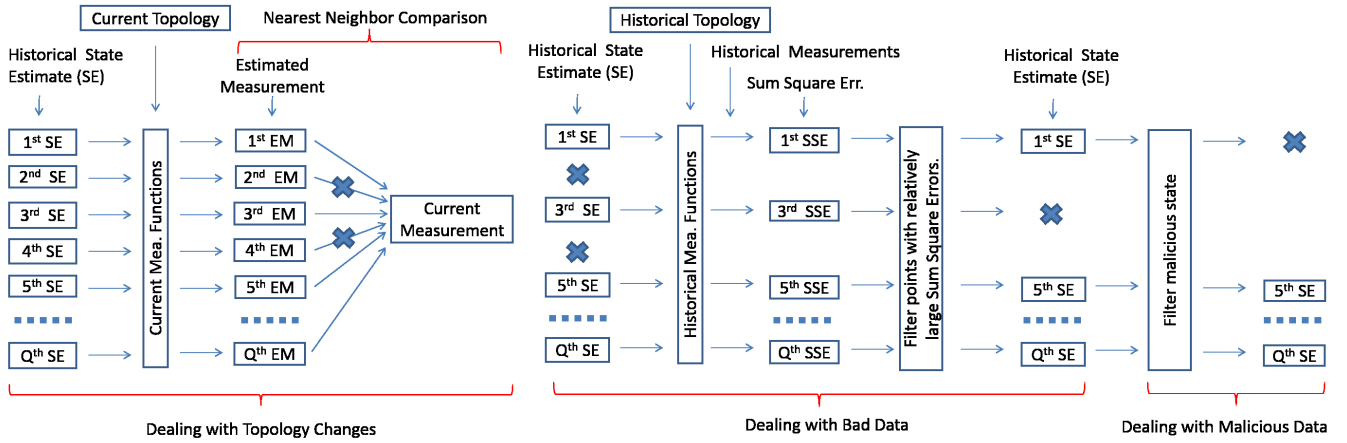 Current Topology
Nearest Neighbor Comparison
Historical State
Estimate (SE)
Estimated
Measurement
1st SE
2nd SE
3rd SE
4th SE
5th SE
Qth SE
Current Mea. Functions
1st EM
2nd EM
3rd EM
4th EM
5th EM
Qth EM
Current
Measurement
Dealing with Topology Changes
Historical Topology
Historical State
Estimate (SE)
Historical Measurements
Sum Square Err.
1st SE
3rd SE
5th SE
Qth SE
Historical Mea. Functions
1st SSE
3rd SSE
5th SSE
Qth SSE
Filter points with relatively
large Sum Square Errors.
Historical State
Estimate (SE)
1st SE
5th SE
Qth SE
Dealing with Bad Data
Filter malicious state
5th SE
Qth SE
Dealing with Malicious Data